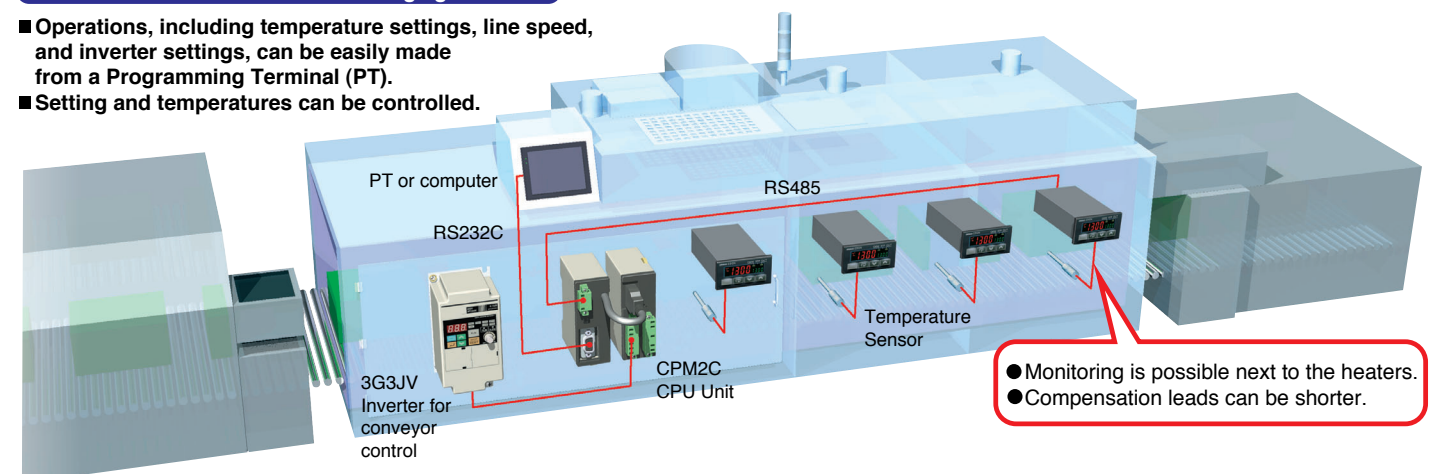 ■ Operations, including temperature settings, line speed,
and inverter settings, can be easily made
from a Programming Terminal (PT).
■ Setting and temperatures can be controlled.
PT or computer
RS485
RS232C
Temperature
Sensor
CPM2C
CPU Unit
3G3JV
Inverter for
conveyor
control
● Monitoring is possible next to the heaters.
● Compensation leads can be shorter.